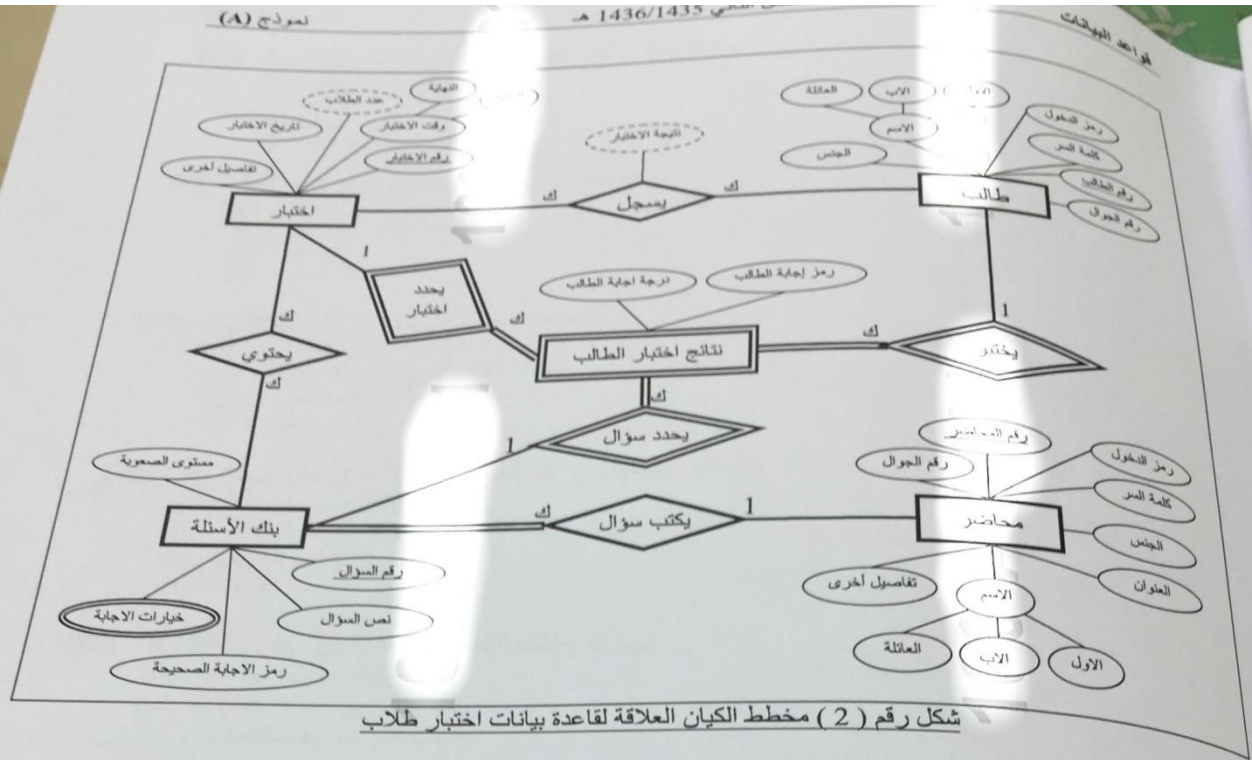 نموذج (A)
1436/1435 هـ
قواعد البيانات
النهاية
عدد الطلاب
وقت الاختبار
تاريخ الاختبار
رقم الاختبار
تفاصيل أخرى
اختبار
نتيجة الاختبار
يسجل
ك
ك
العائلة
الاب
الاسم
الجنس
رمز الدخول
كلمة السر
رقم الطالب
رقم الجوال
طالب
1
يحدد
اختبار
ك
درجة اجابة الطالب
رمز إجابة الطالب
نتائج اختبار الطالب
ك
1
يختبر
ك
يحتوي
ك
ك
يحدد سؤال
1
مستوى الصعوبة
بنك الأسئلة
ك
يكتب سؤال
1
رقم المحاضر
رقم الجوال
رمز الدخول
كلمة السر
الجنس
العنوان
محاضر
تفاصيل أخرى
الاسم
العائلة
الاب
الاول
رقم السؤال
نص السؤال
خيارات الاجابة
رمز الاجابة الصحيحة
شكل رقم ( 2 ) مخطط الكيان العلاقة لقاعدة بيانات اختبار طلاب